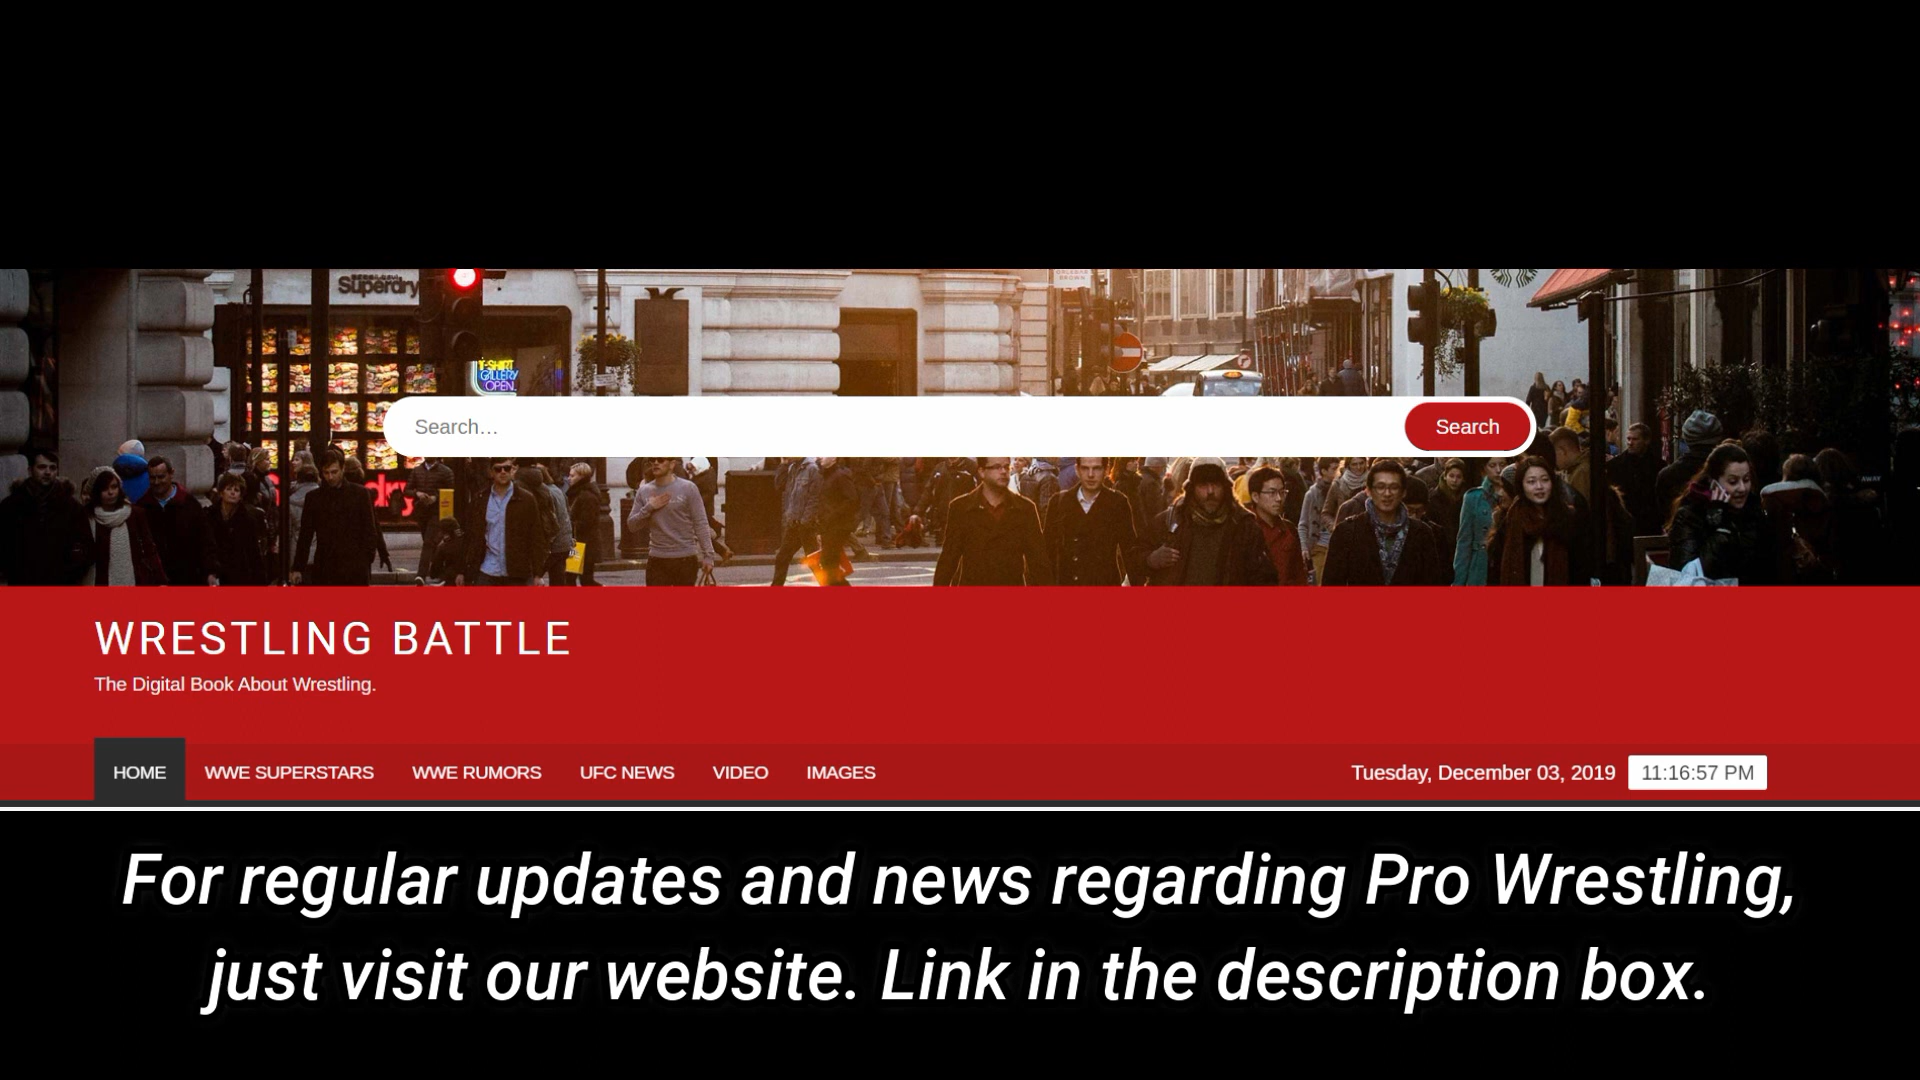 Superdry
T-SHIRT
GALLERY
OPEN
Search…
Search
dry
WRESTLING BATTLE
The Digital Book About Wrestling.
HOME
WWE SUPERSTARS
WWE RUMORS
UFC NEWS
VIDEO
IMAGES
Tuesday, December 03, 2019
11:16:57 PM
For regular updates and news regarding Pro Wrestling,
just visit our website. Link in the description box.